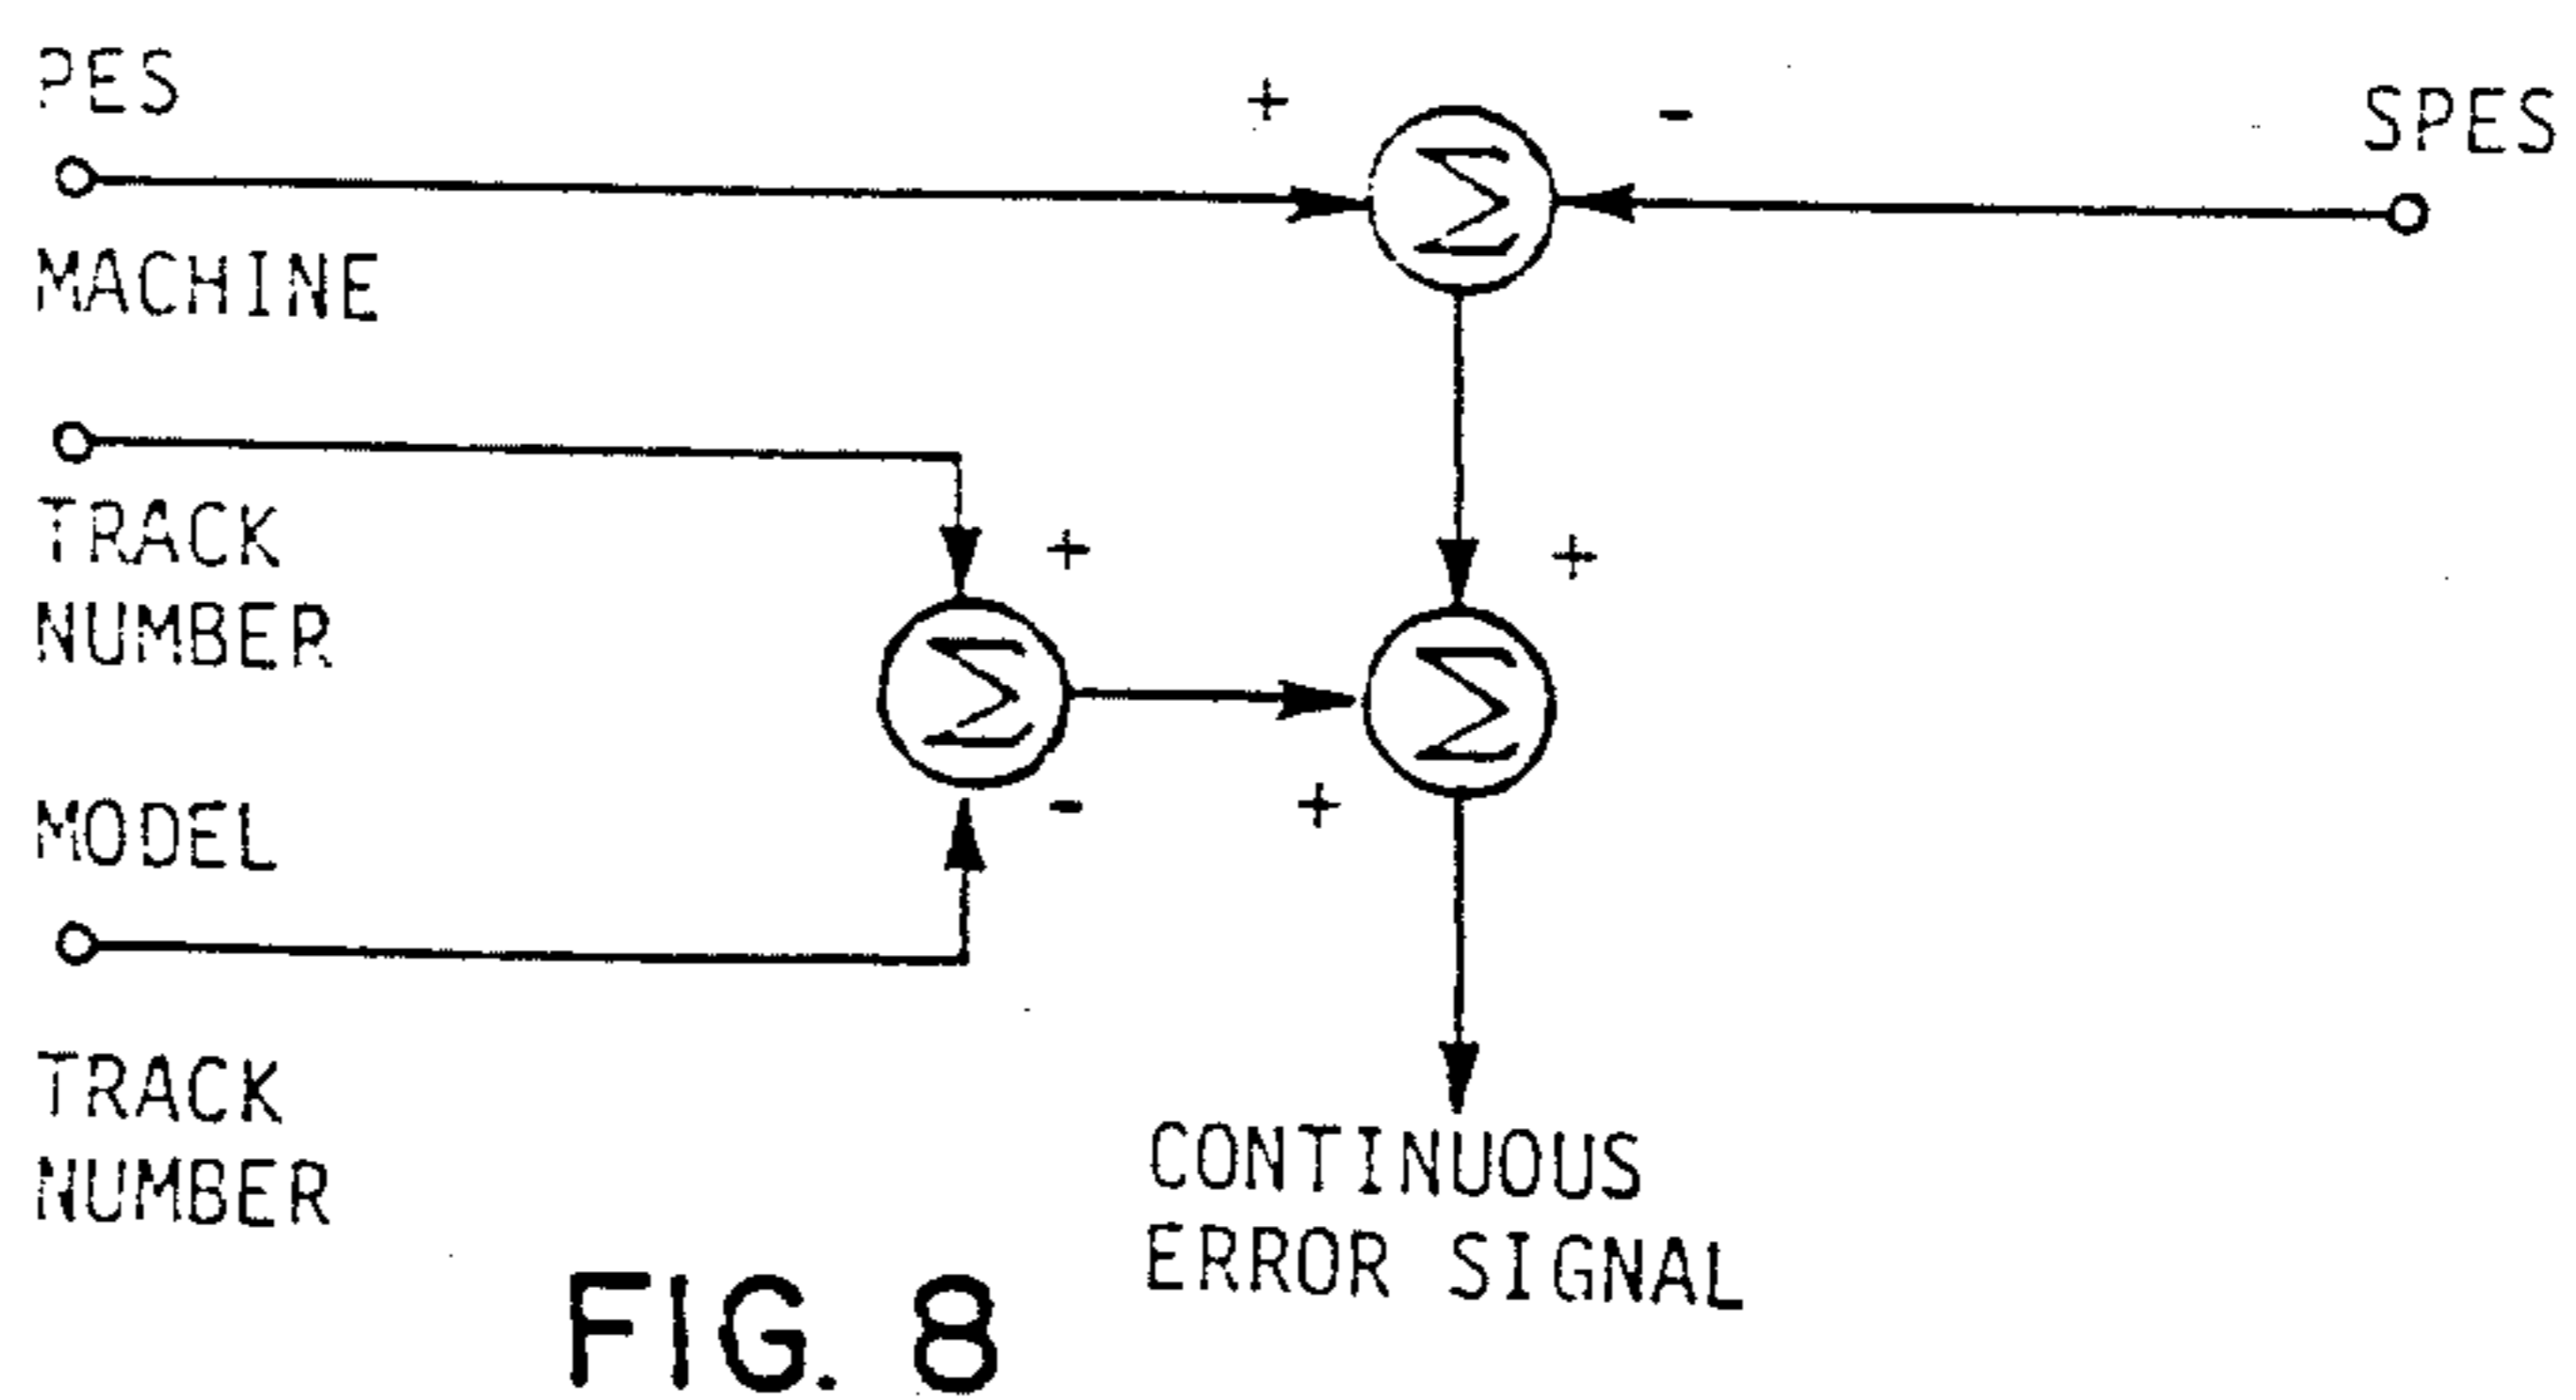 PES
+
-
SPES
MACHINE
TRACK
NUMBER
+
+
Σ
Σ
Σ
MODEL
-
+
TRACK
NUMBER
CONTINUOUS
ERROR SIGNAL
FIG. 8